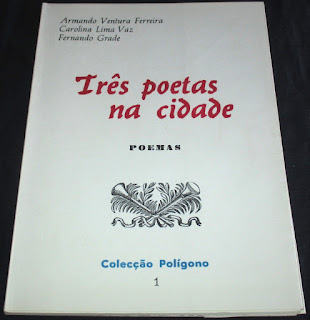 Armando Ventura Ferreira
Carolina Lima Vaz
Fernando Grade
Três poetas
na cidade
POEMAS
Colecção Polígono
1